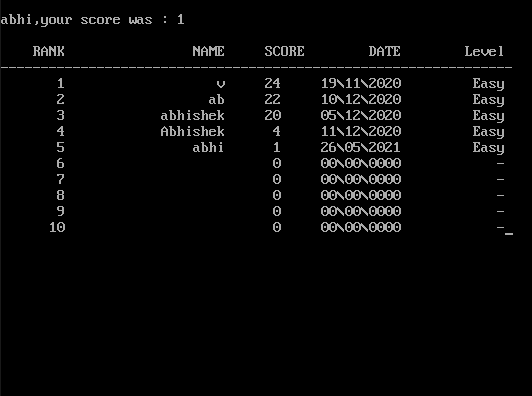 abhi,your score was : 1
RANK NAME SCORE DATE Level
----------------------------------------------------------------
1 v 24 19\11\2020 Easy
2 ab 22 10\12\2020 Easy
3 abhishek 20 05\12\2020 Easy
4 Abhishek 4 11\12\2020 Easy
5 abhi 1 26\05\2021 Easy
6 0 00\00\0000 -
7 0 00\00\0000 -
8 0 00\00\0000 -
9 0 00\00\0000 -
10 0 00\00\0000 -_